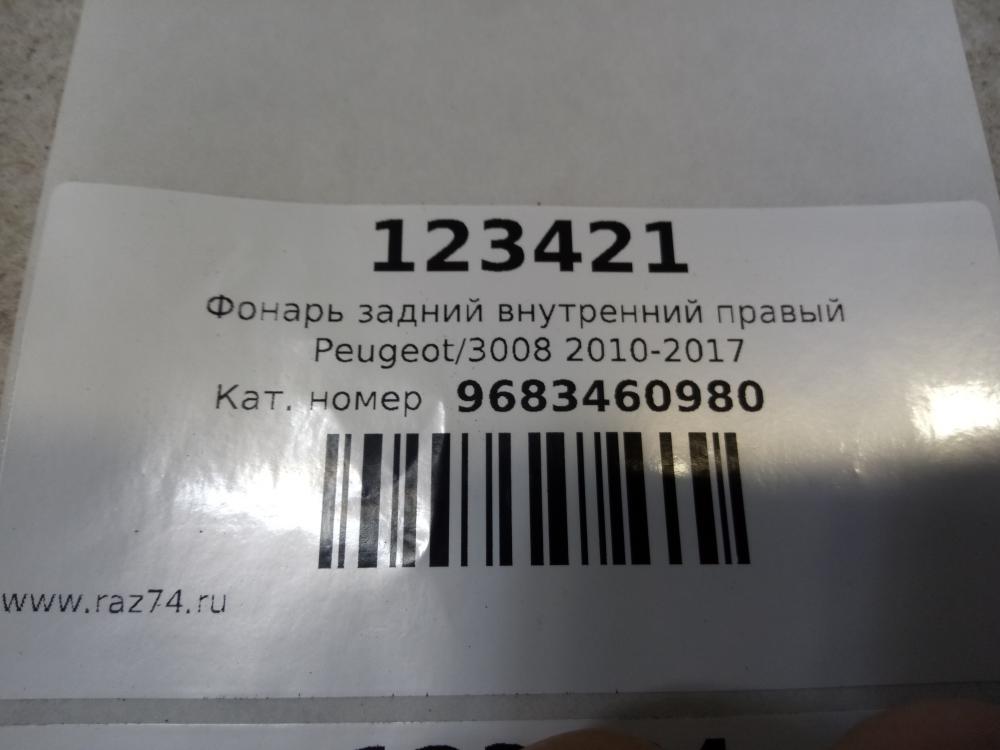 123421
Фонарь задний внутренний правый
Peugeot/3008 2010-2017
Кат. номер 9683460980
www.raz74.ru